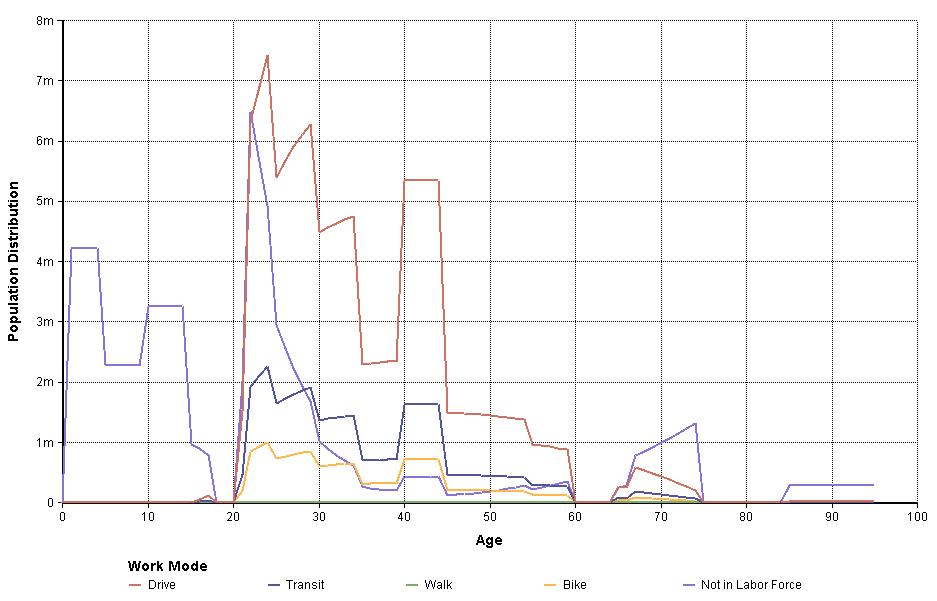 8m
7m
6m
5m
4m
3m
2m
1m
0
Population Distribution
0 10 20 30 40 50 60 70 80 90 100
Age
Work Mode
Drive Transit Walk Bike Not in Labor Force